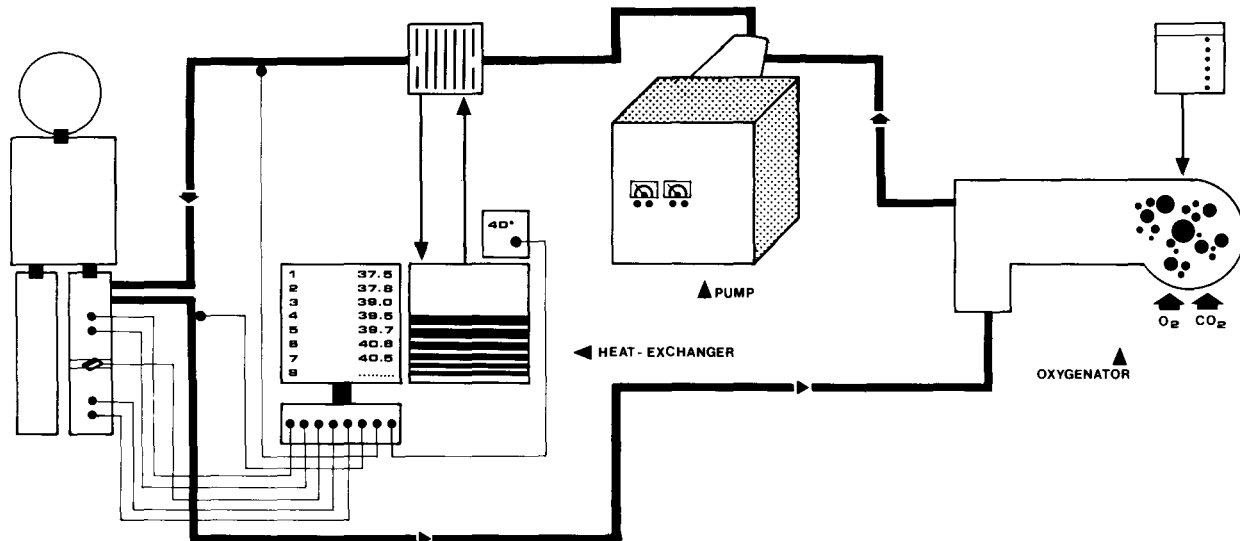 40°
1 37.5
2 37.8
3 39.0
4 39.5
5 39.7
6 40.8
7 40.5
8 ........
PUMP
O₂ CO₂
HEAT-EXCHANGER
OXYGENATOR